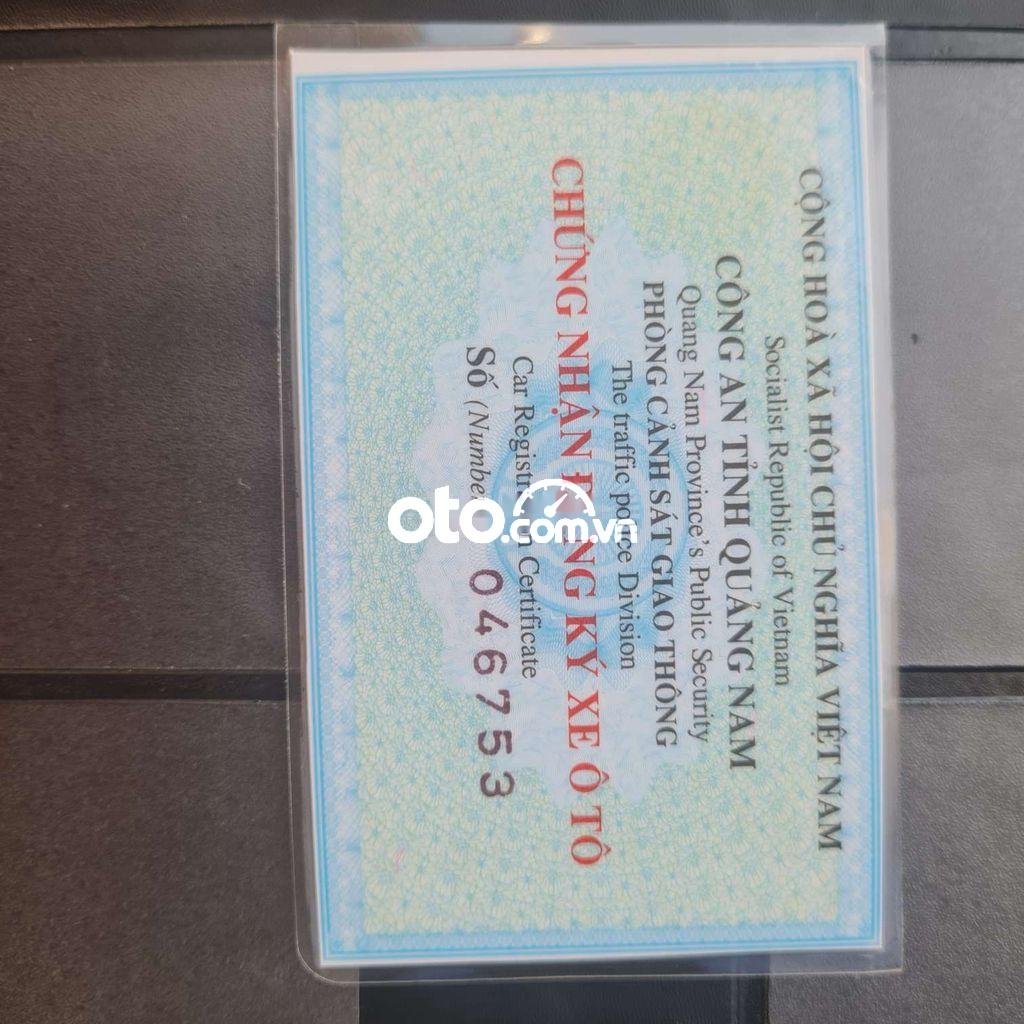 CỘNG HOÀ XÃ HỘI CHỦ NGHĨA VIỆT NAM
Socialist Republic of Vietnam
CÔNG AN TỈNH QUẢNG NAM
Quang Nam Province's Public Security
PHÒNG CẢNH SÁT GIAO THÔNG
The traffic police Division
CHỨNG NHẬN ĐĂNG KÝ XE Ô TÔ
Car Registration Certificate
Số (Number) 046753
oto.com.vn